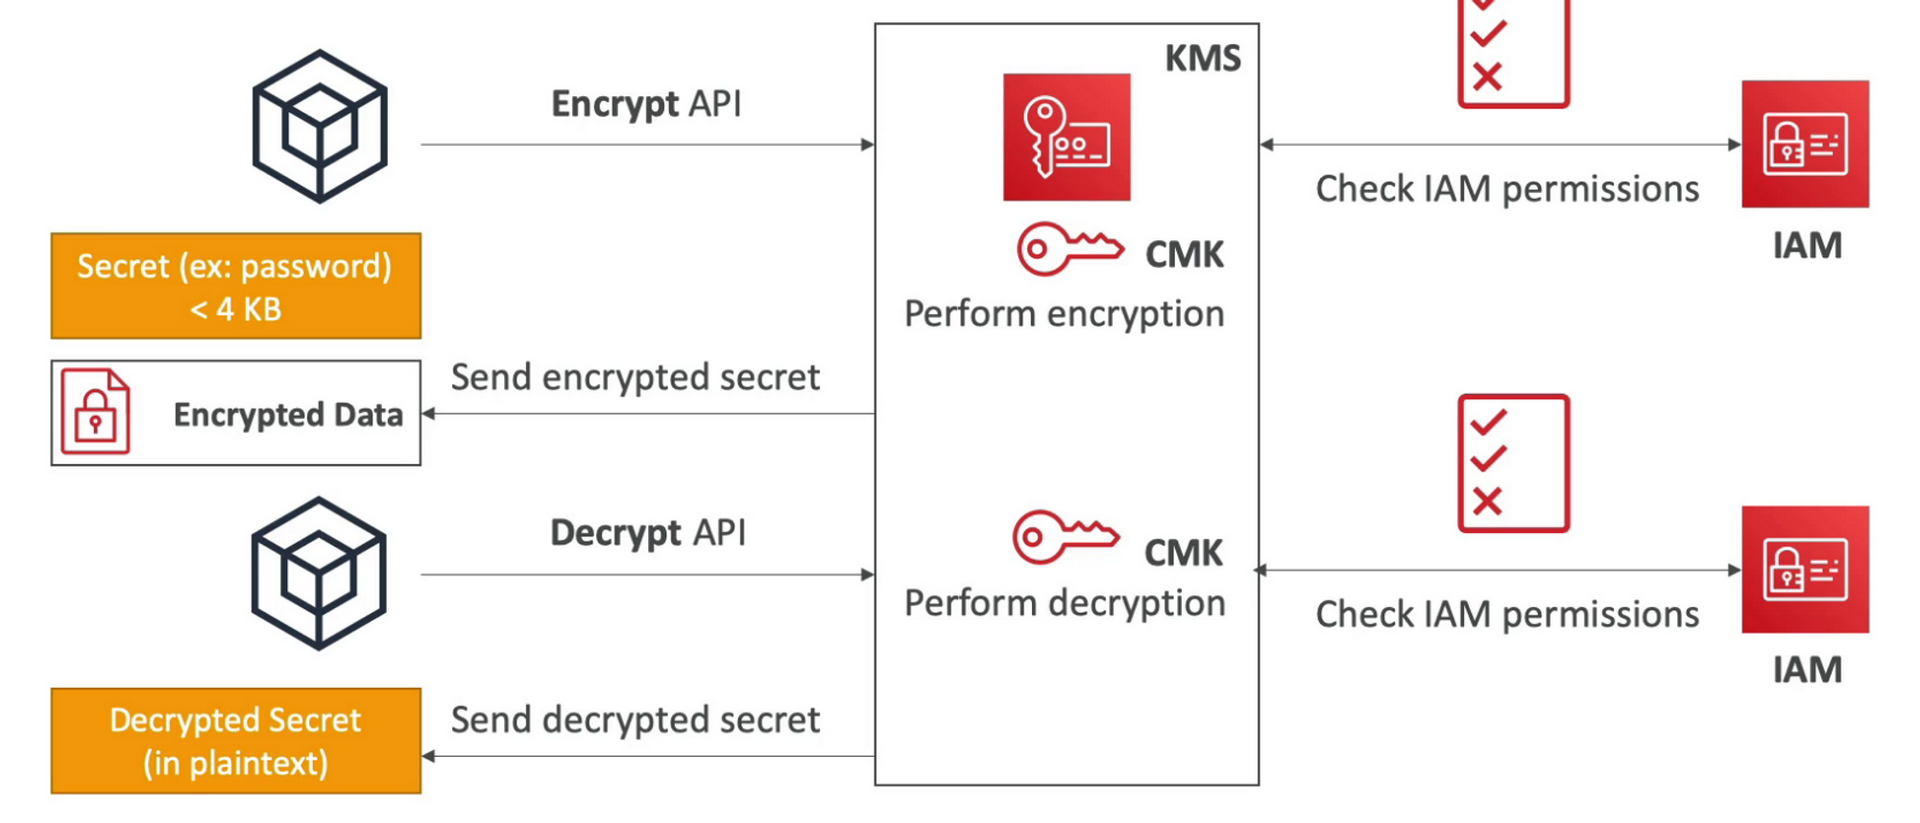 KMS
Encrypt API
Check IAM permissions
IAM
CMK
Perform encryption
Secret (ex: password)
< 4 KB
Send encrypted secret
Encrypted Data
Decrypt API
CMK
Perform decryption
Check IAM permissions
IAM
Decrypted Secret
(in plaintext)
Send decrypted secret